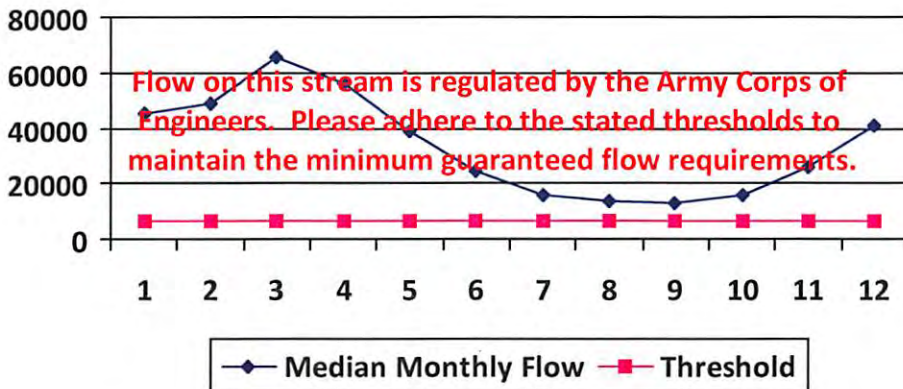 80000
60000
40000
20000
0
Flow on this stream is regulated by the Army Corps of
Engineers. Please adhere to the stated thresholds to
maintain the minimum guaranteed flow requirements.
1 2 3 4 5 6 7 8 9 10 11 12
Median Monthly Flow Threshold